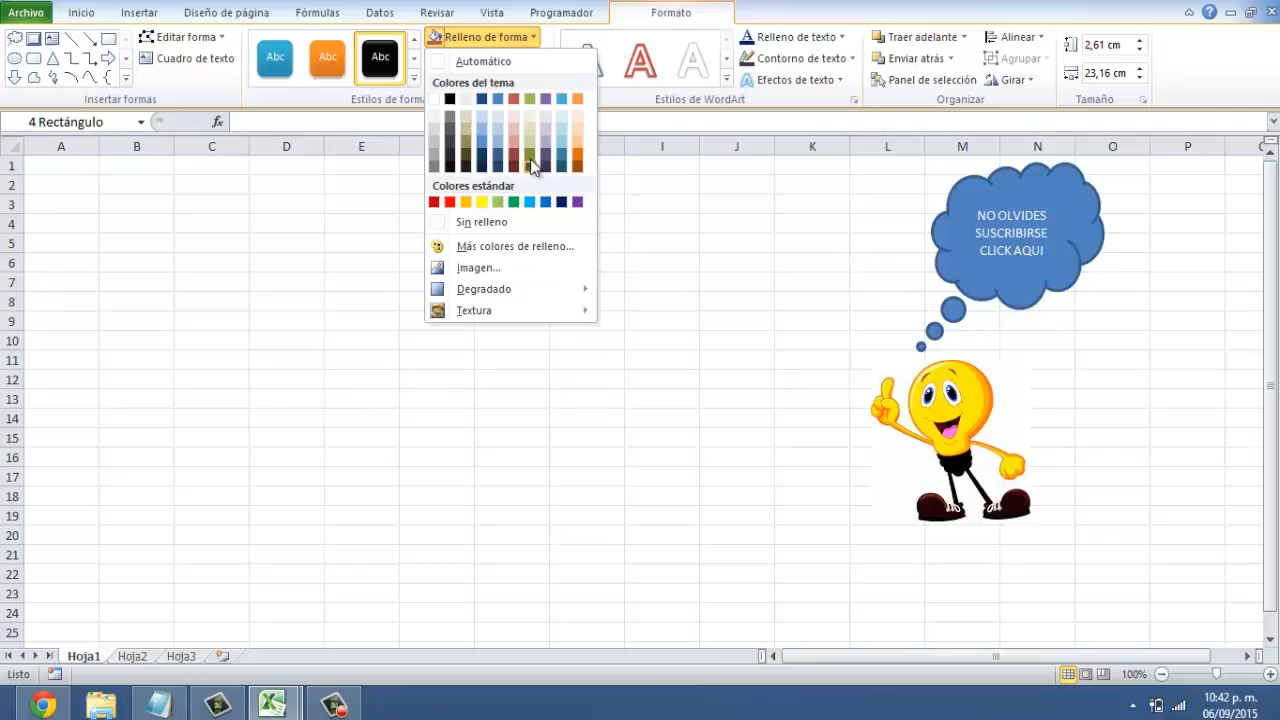 Archivo Inicio Insertar Diseño de página Fórmulas Datos Revisar Vista Programador Formato
Editar forma
Cuadro de texto
Insertar formas
Abc Abc Abc
Estilos de form
Relleno de forma
Automático
Colores del tema
Colores estándar
Sin relleno
Más colores de relleno...
Imagen...
Degradado
Textura
A A
Estilos de WordArt
Relleno de texto
Contorno de texto
Efectos de texto
Traer adelante
Enviar atrás
Panel de selección
Alinear
Agrupar
Girar
Organizar
2,61 cm
23,16 cm
Tamaño
4 Rectángulo fx
A B C D E I J K L M N O P
1
2
3
4
5
6
7
8
9
10
11
12
13
14
15
16
17
18
19
20
21
22
23
24
25
NO OLVIDES
SUSCRIBIRSE
CLICK AQUI
Hoja1 Hoja2 Hoja3
Listo 100%
10:42 p. m.
06/09/2015